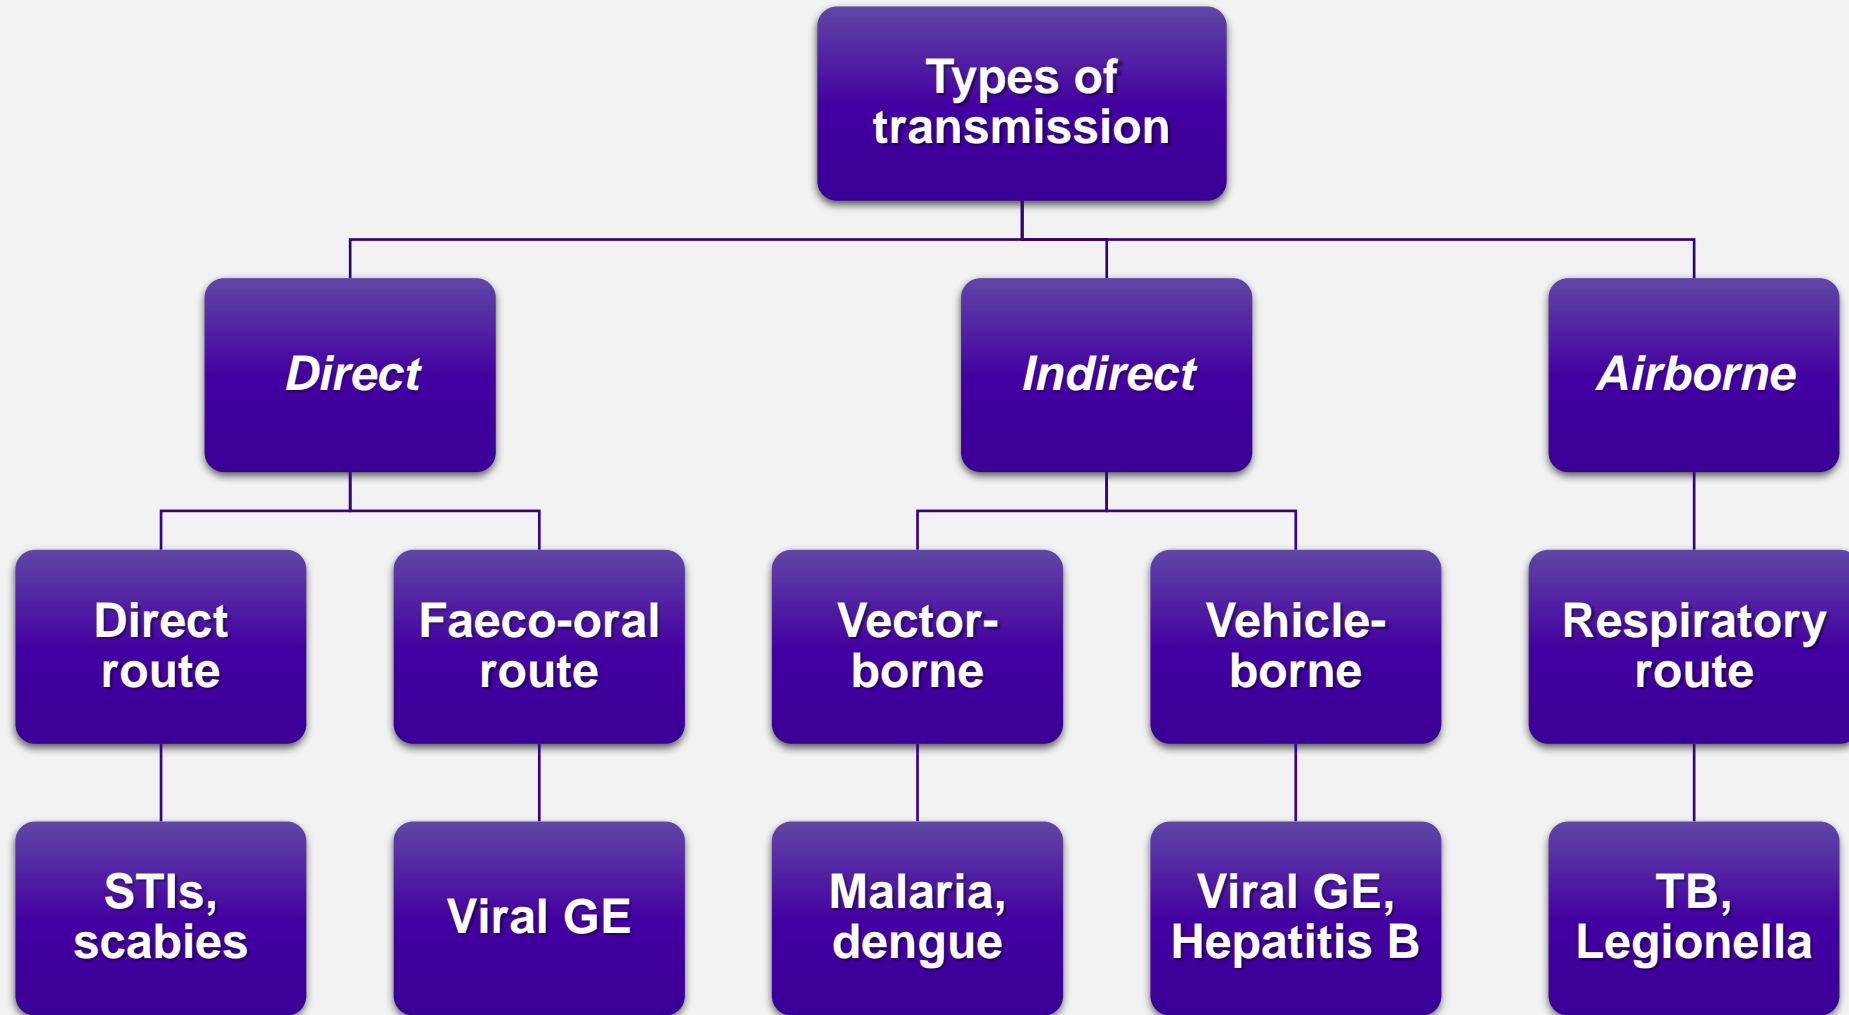 Types of
transmission
Direct
Indirect
Airborne
Direct
route
Faeco-oral
route
Vector-
borne
Vehicle-
borne
Respiratory
route
STIs,
scabies
Viral GE
Malaria,
dengue
Viral GE,
Hepatitis B
TB,
Legionella